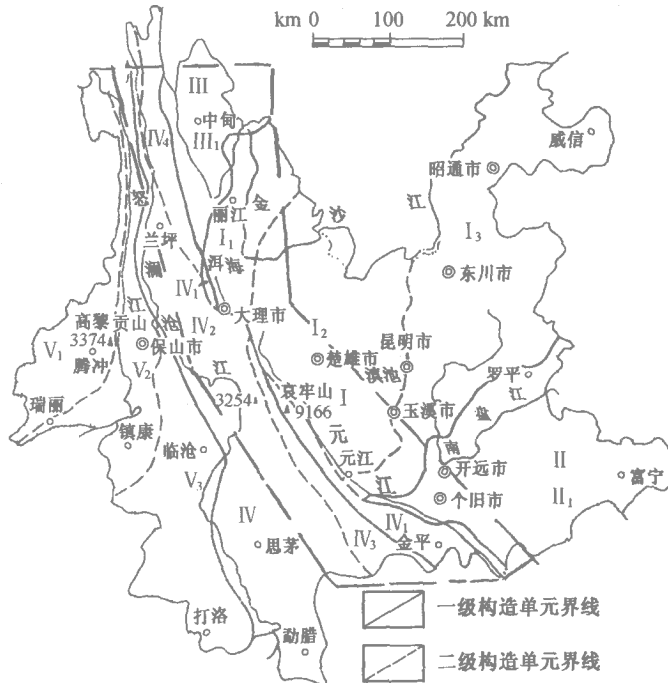 km 0 100 200 km
III
中甸
III₁
IV₄
威信
昭通市
江
怒
丽江
金
沙
I₁
I₃
兰坪
澜
洱海
东川市
IV₁
江
高黎贡山
沧
IV₂
大理市
I₂
昆明市
3374
保山市
V₁
腾冲
V₂
江
楚雄市
滇池
罗平
江
3254
哀牢山
9166
I
盘
瑞丽
玉溪市
元
南
镇康
临沧
元江
开远市
II
富宁
V₃
江
个旧市
II₁
IV
IV₁
思茅
IV₃
金平
打洛
勐腊
一级构造单元界线
二级构造单元界线